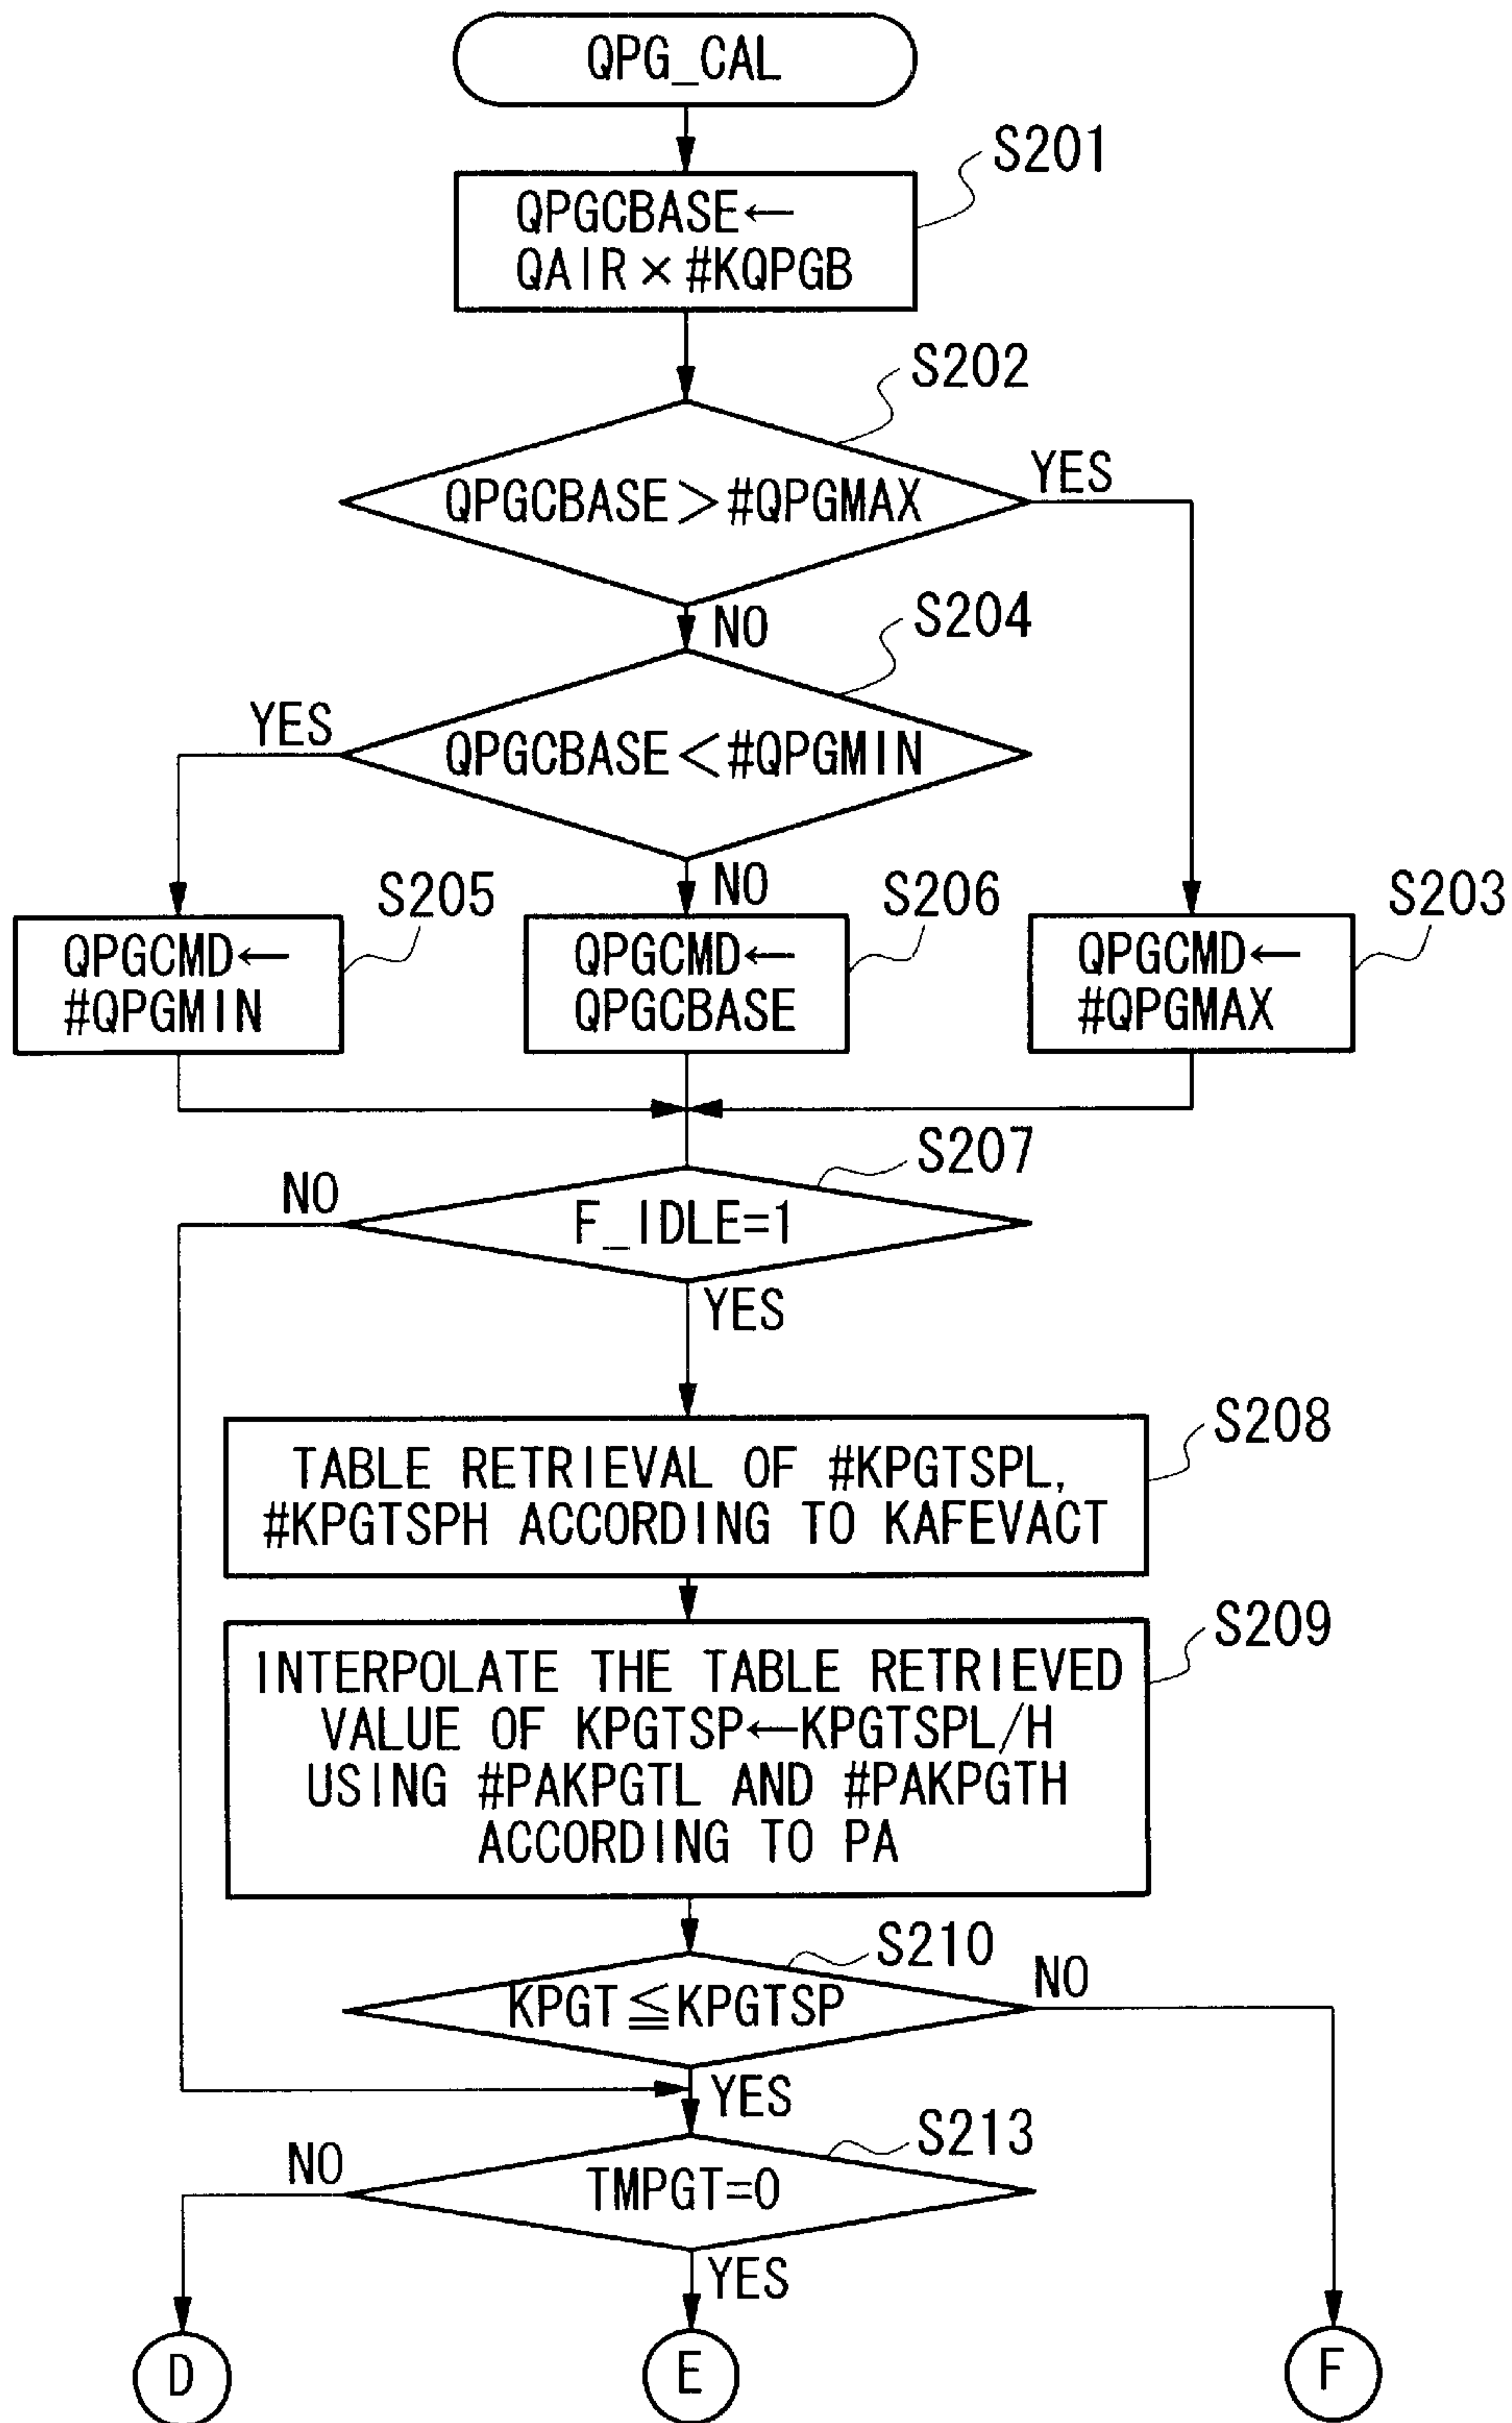 QPG_CAL
S201
QPGCBASE←
QAIR×#KQPGB
S202
QPGCBASE>#QPGMAX
YES
NO
S204
YES
QPGCBASE<#QPGMIN
NO
S205
S206
S203
QPGCMD←
#QPGMIN
QPGCMD←
QPGCBASE
QPGCMD←
#QPGMAX
S207
NO
F_IDLE=1
YES
S208
TABLE RETRIEVAL OF #KPGTSPL,
#KPGTSPH ACCORDING TO KAFEVACT
S209
INTERPOLATE THE TABLE RETRIEVED
VALUE OF KPGTSP←KPGTSPL/H
USING #PAKPGTL AND #PAKPGTH
ACCORDING TO PA
S210
KPGT≦KPGTSP
NO
YES
S213
NO
TMPGT=0
YES
D
E
F